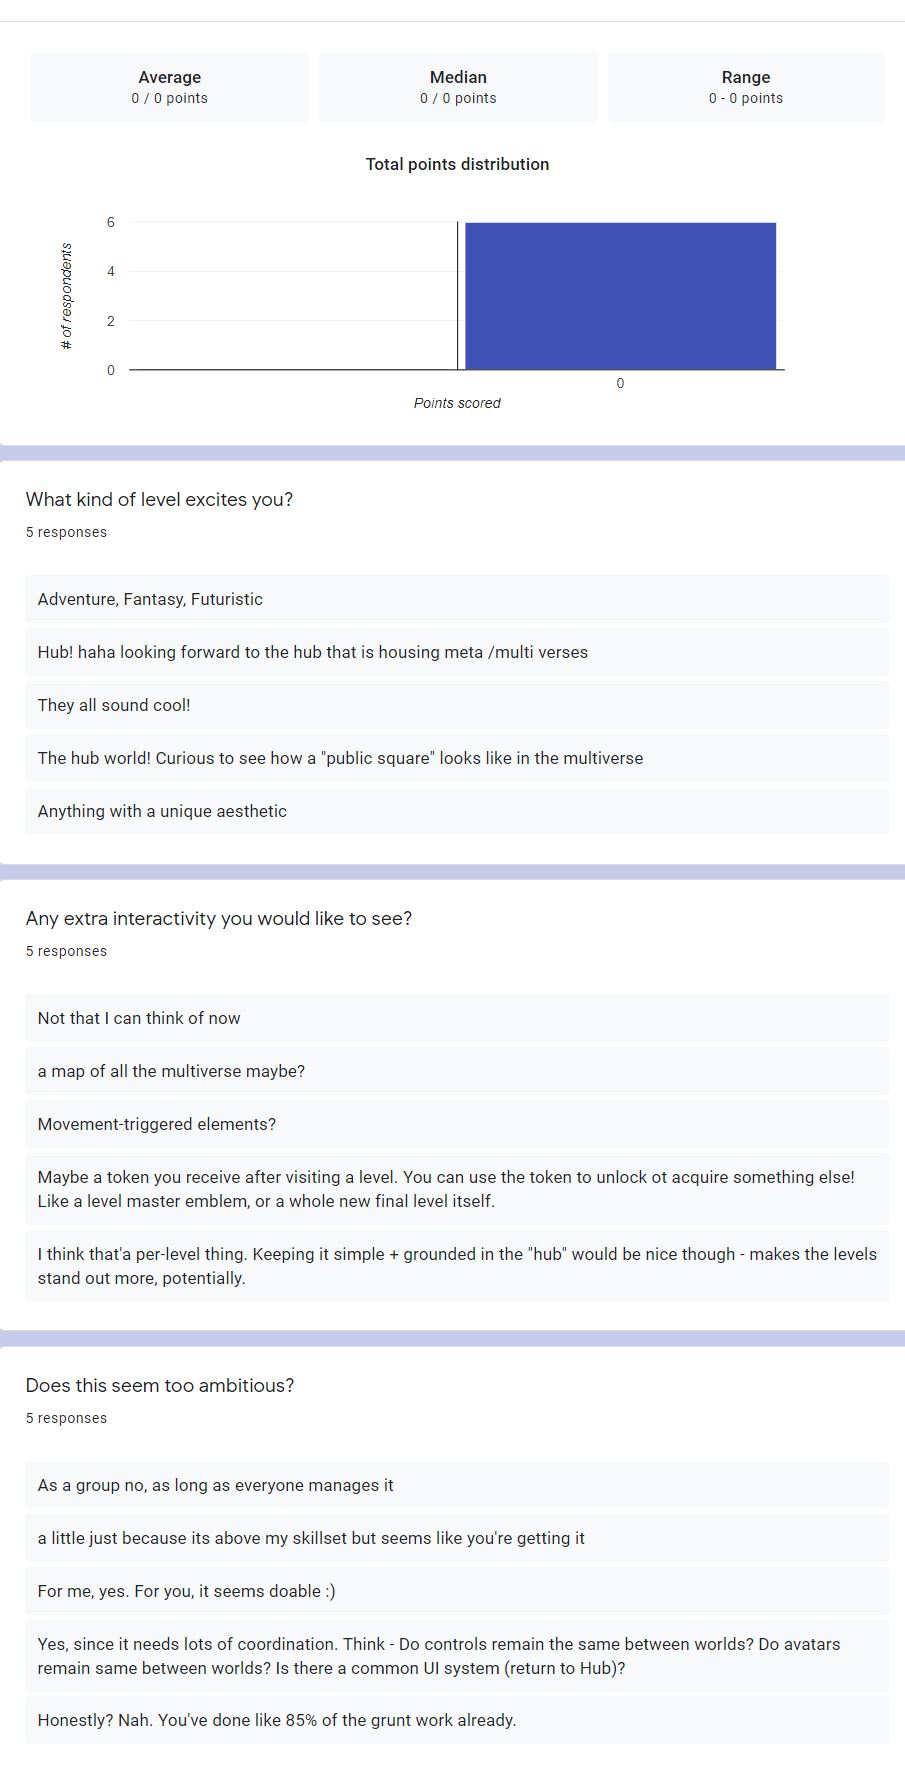 Average
0 / 0 points
Median
0 / 0 points
Range
0 - 0 points
Total points distribution
# of respondents
6
4
2
0
0
Points scored
What kind of level excites you?
5 responses
Adventure, Fantasy, Futuristic
Hub! haha looking forward to the hub that is housing meta /multi verses
They all sound cool!
The hub world! Curious to see how a "public square" looks like in the multiverse
Anything with a unique aesthetic
Any extra interactivity you would like to see?
5 responses
Not that I can think of now
a map of all the multiverse maybe?
Movement-triggered elements?
Maybe a token you receive after visiting a level. You can use the token to unlock ot acquire something else!
Like a level master emblem, or a whole new final level itself.
I think that'a per-level thing. Keeping it simple + grounded in the "hub" would be nice though - makes the levels
stand out more, potentially.
Does this seem too ambitious?
5 responses
As a group no, as long as everyone manages it
a little just because its above my skillset but seems like you're getting it
For me, yes. For you, it seems doable :)
Yes, since it needs lots of coordination. Think - Do controls remain the same between worlds? Do avatars
remain same between worlds? Is there a common UI system (return to Hub)?
Honestly? Nah. You've done like 85% of the grunt work already.